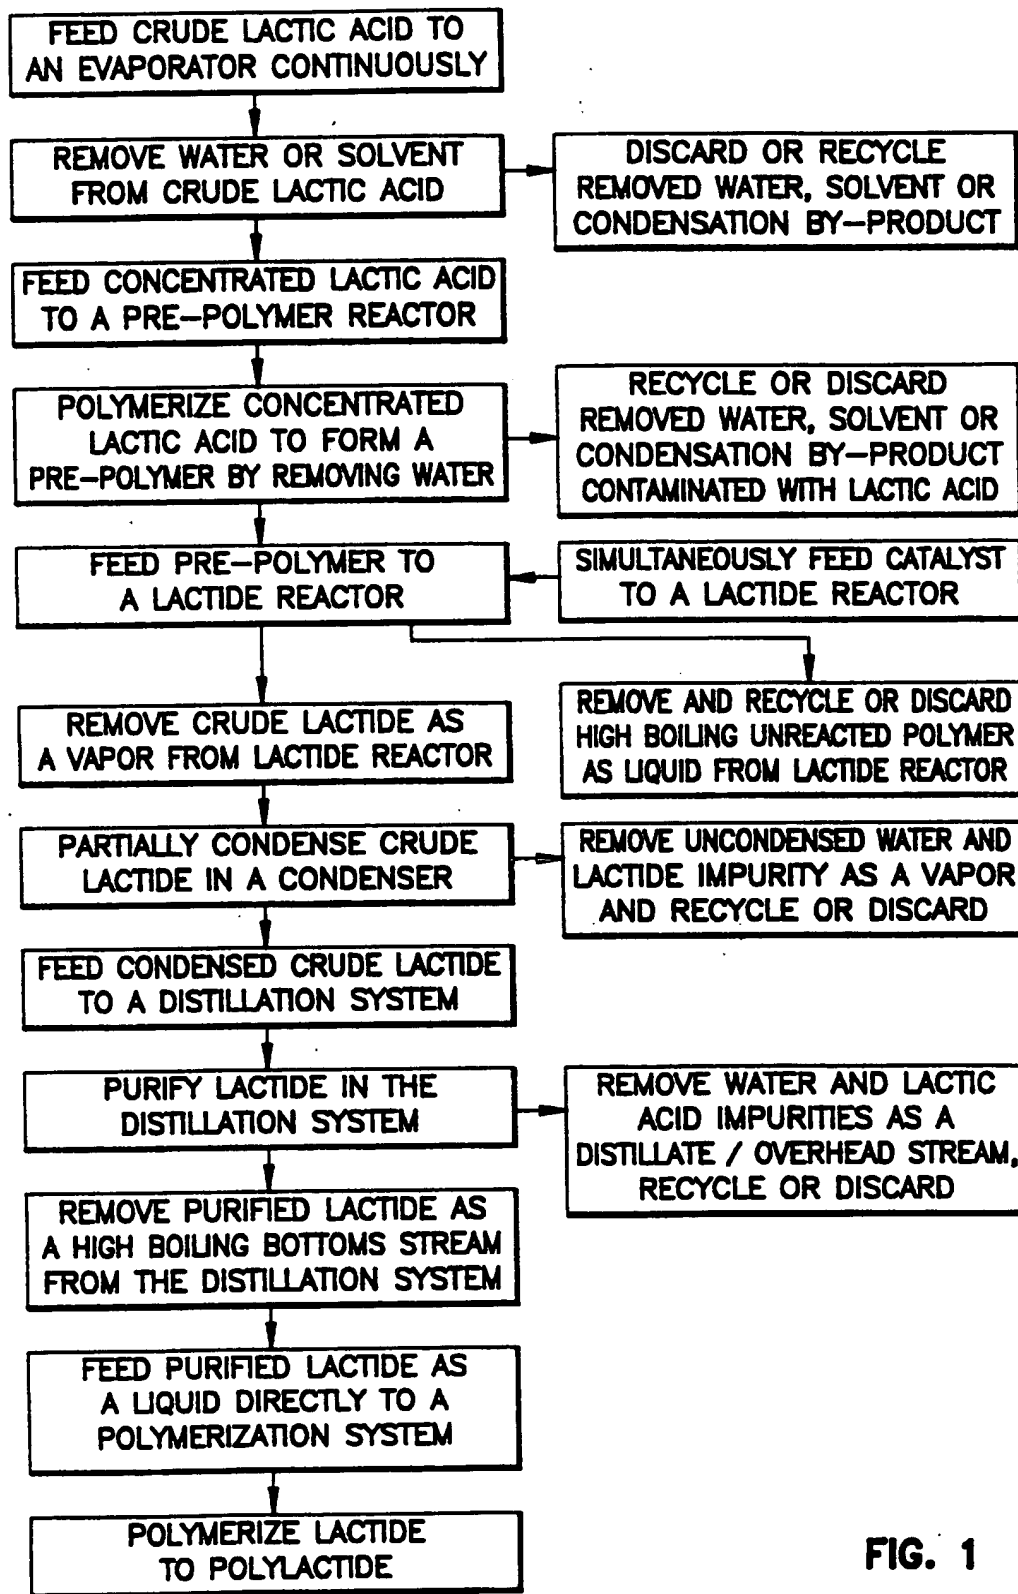 FEED CRUDE LACTIC ACID TO
AN EVAPORATOR CONTINUOUSLY
REMOVE WATER OR SOLVENT
FROM CRUDE LACTIC ACID
DISCARD OR RECYCLE
REMOVED WATER, SOLVENT OR
CONDENSATION BY-PRODUCT
FEED CONCENTRATED LACTIC ACID
TO A PRE-POLYMER REACTOR
POLYMERIZE CONCENTRATED
LACTIC ACID TO FORM A
PRE-POLYMER BY REMOVING WATER
RECYCLE OR DISCARD
REMOVED WATER, SOLVENT OR
CONDENSATION BY-PRODUCT
CONTAMINATED WITH LACTIC ACID
FEED PRE-POLYMER TO
A LACTIDE REACTOR
SIMULTANEOUSLY FEED CATALYST
TO A LACTIDE REACTOR
REMOVE CRUDE LACTIDE AS
A VAPOR FROM LACTIDE REACTOR
REMOVE AND RECYCLE OR DISCARD
HIGH BOILING UNREACTED POLYMER
AS LIQUID FROM LACTIDE REACTOR
PARTIALLY CONDENSE CRUDE
LACTIDE IN A CONDENSER
REMOVE UNCONDENSED WATER AND
LACTIDE IMPURITY AS A VAPOR
AND RECYCLE OR DISCARD
FEED CONDENSED CRUDE LACTIDE
TO A DISTILLATION SYSTEM
PURIFY LACTIDE IN THE
DISTILLATION SYSTEM
REMOVE WATER AND LACTIC
ACID IMPURITIES AS A
DISTILLATE / OVERHEAD STREAM,
RECYCLE OR DISCARD
REMOVE PURIFIED LACTIDE AS
A HIGH BOILING BOTTOMS STREAM
FROM THE DISTILLATION SYSTEM
FEED PURIFIED LACTIDE AS
A LIQUID DIRECTLY TO A
POLYMERIZATION SYSTEM
POLYMERIZE LACTIDE
TO POLYLACTIDE
FIG. 1